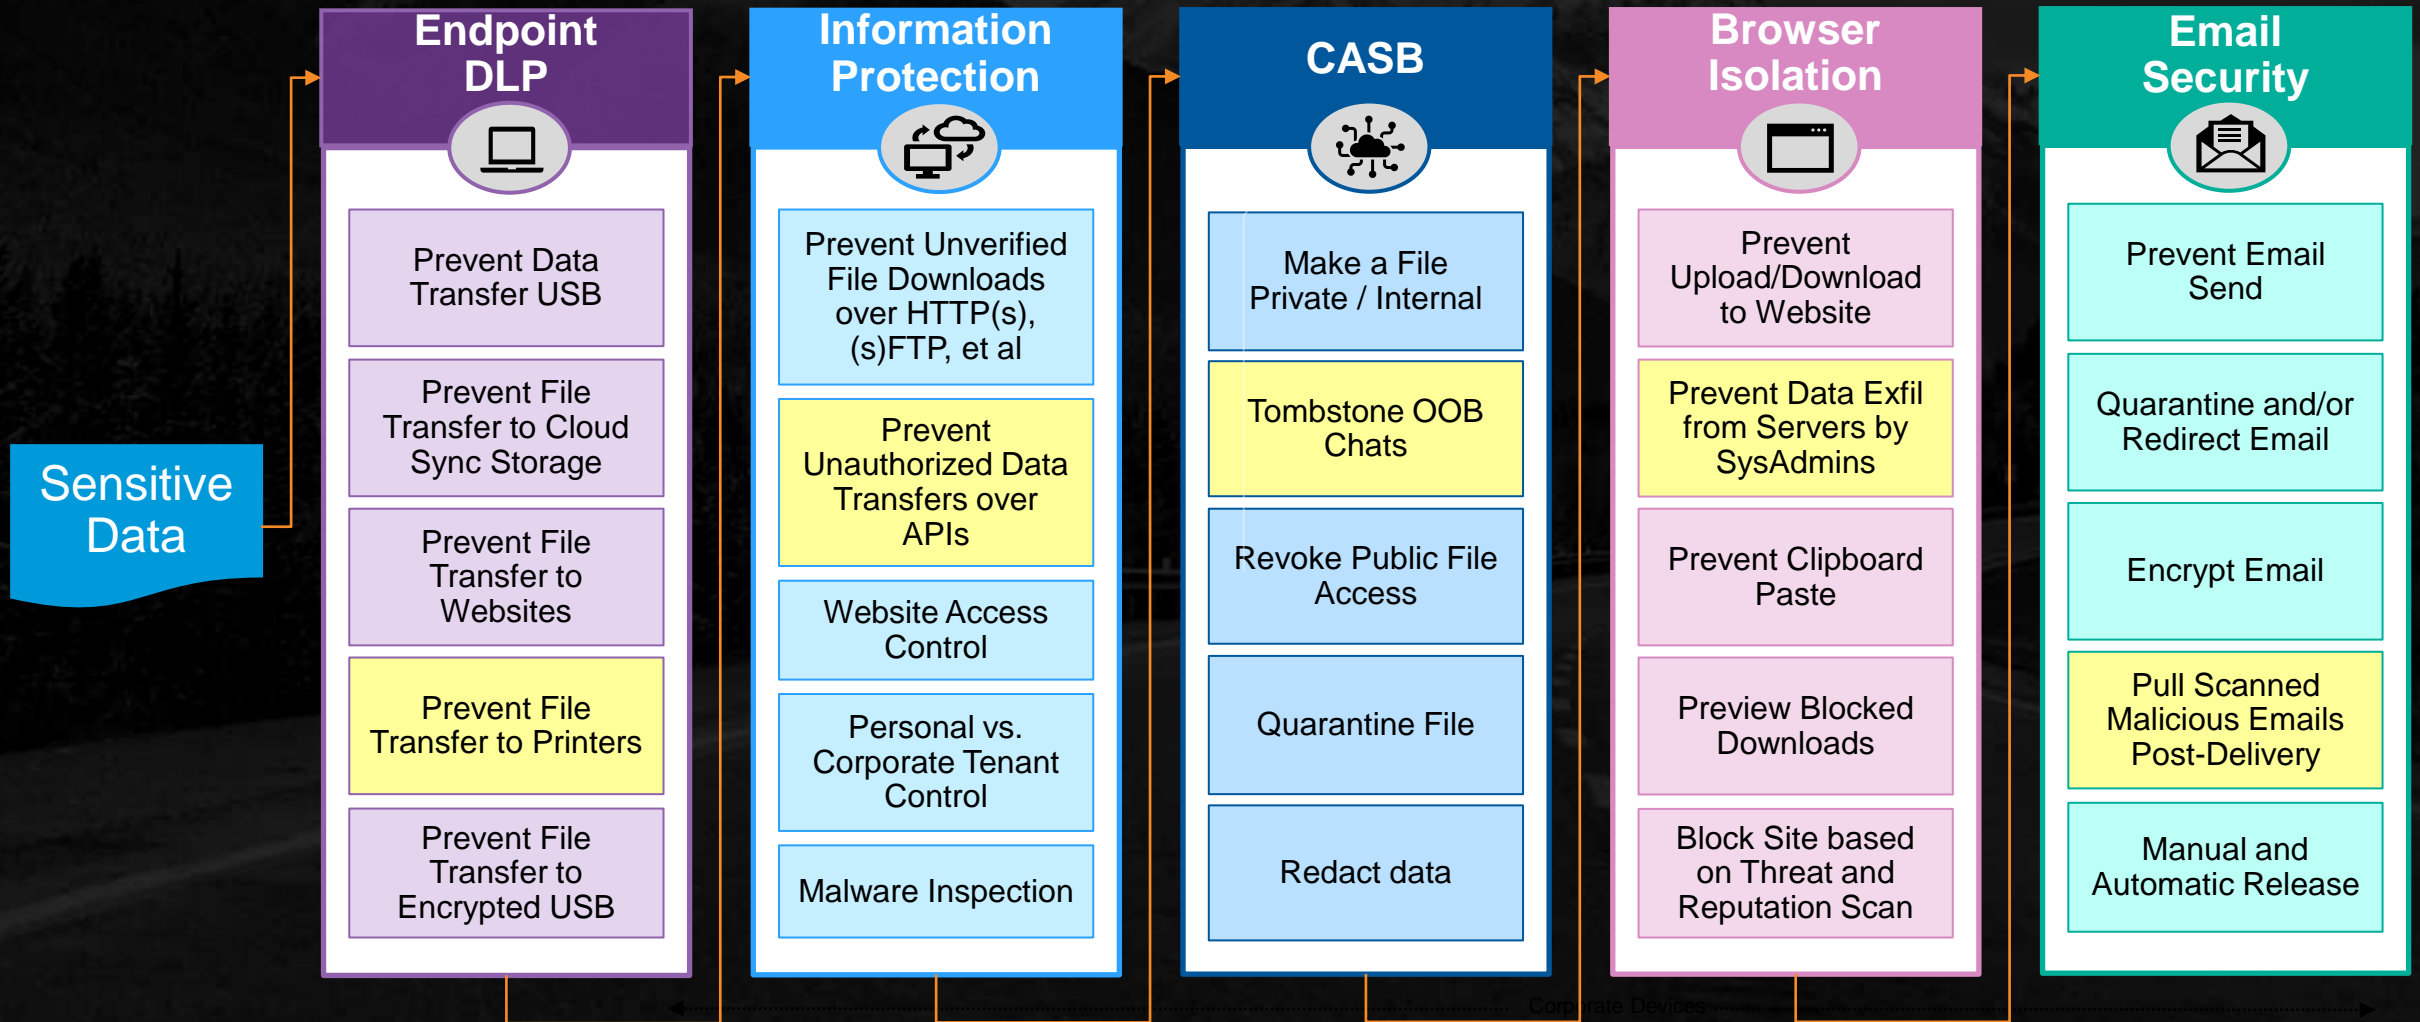 Sensitive
Data
Endpoint
DLP
Prevent Data
Transfer USB
Prevent File
Transfer to Cloud
Sync Storage
Prevent File
Transfer to
Websites
Prevent File
Transfer to Printers
Prevent File
Transfer to
Encrypted USB
Information
Protection
Prevent Unverified
File Downloads
over HTTP(s),
(s)FTP, et al
Prevent
Unauthorized Data
Transfers over
APIs
Website Access
Control
Personal vs.
Corporate Tenant
Control
Malware Inspection
CASB
Make a File
Private / Internal
Tombstone OOB
Chats
Revoke Public File
Access
Quarantine File
Redact data
Browser
Isolation
Prevent
Upload/Download
to Website
Prevent Data Exfil
from Servers by
SysAdmins
Prevent Clipboard
Paste
Preview Blocked
Downloads
Block Site based
on Threat and
Reputation Scan
Email
Security
Prevent Email
Send
Quarantine and/or
Redirect Email
Encrypt Email
Pull Scanned
Malicious Emails
Post-Delivery
Manual and
Automatic Release
Corporate Devices